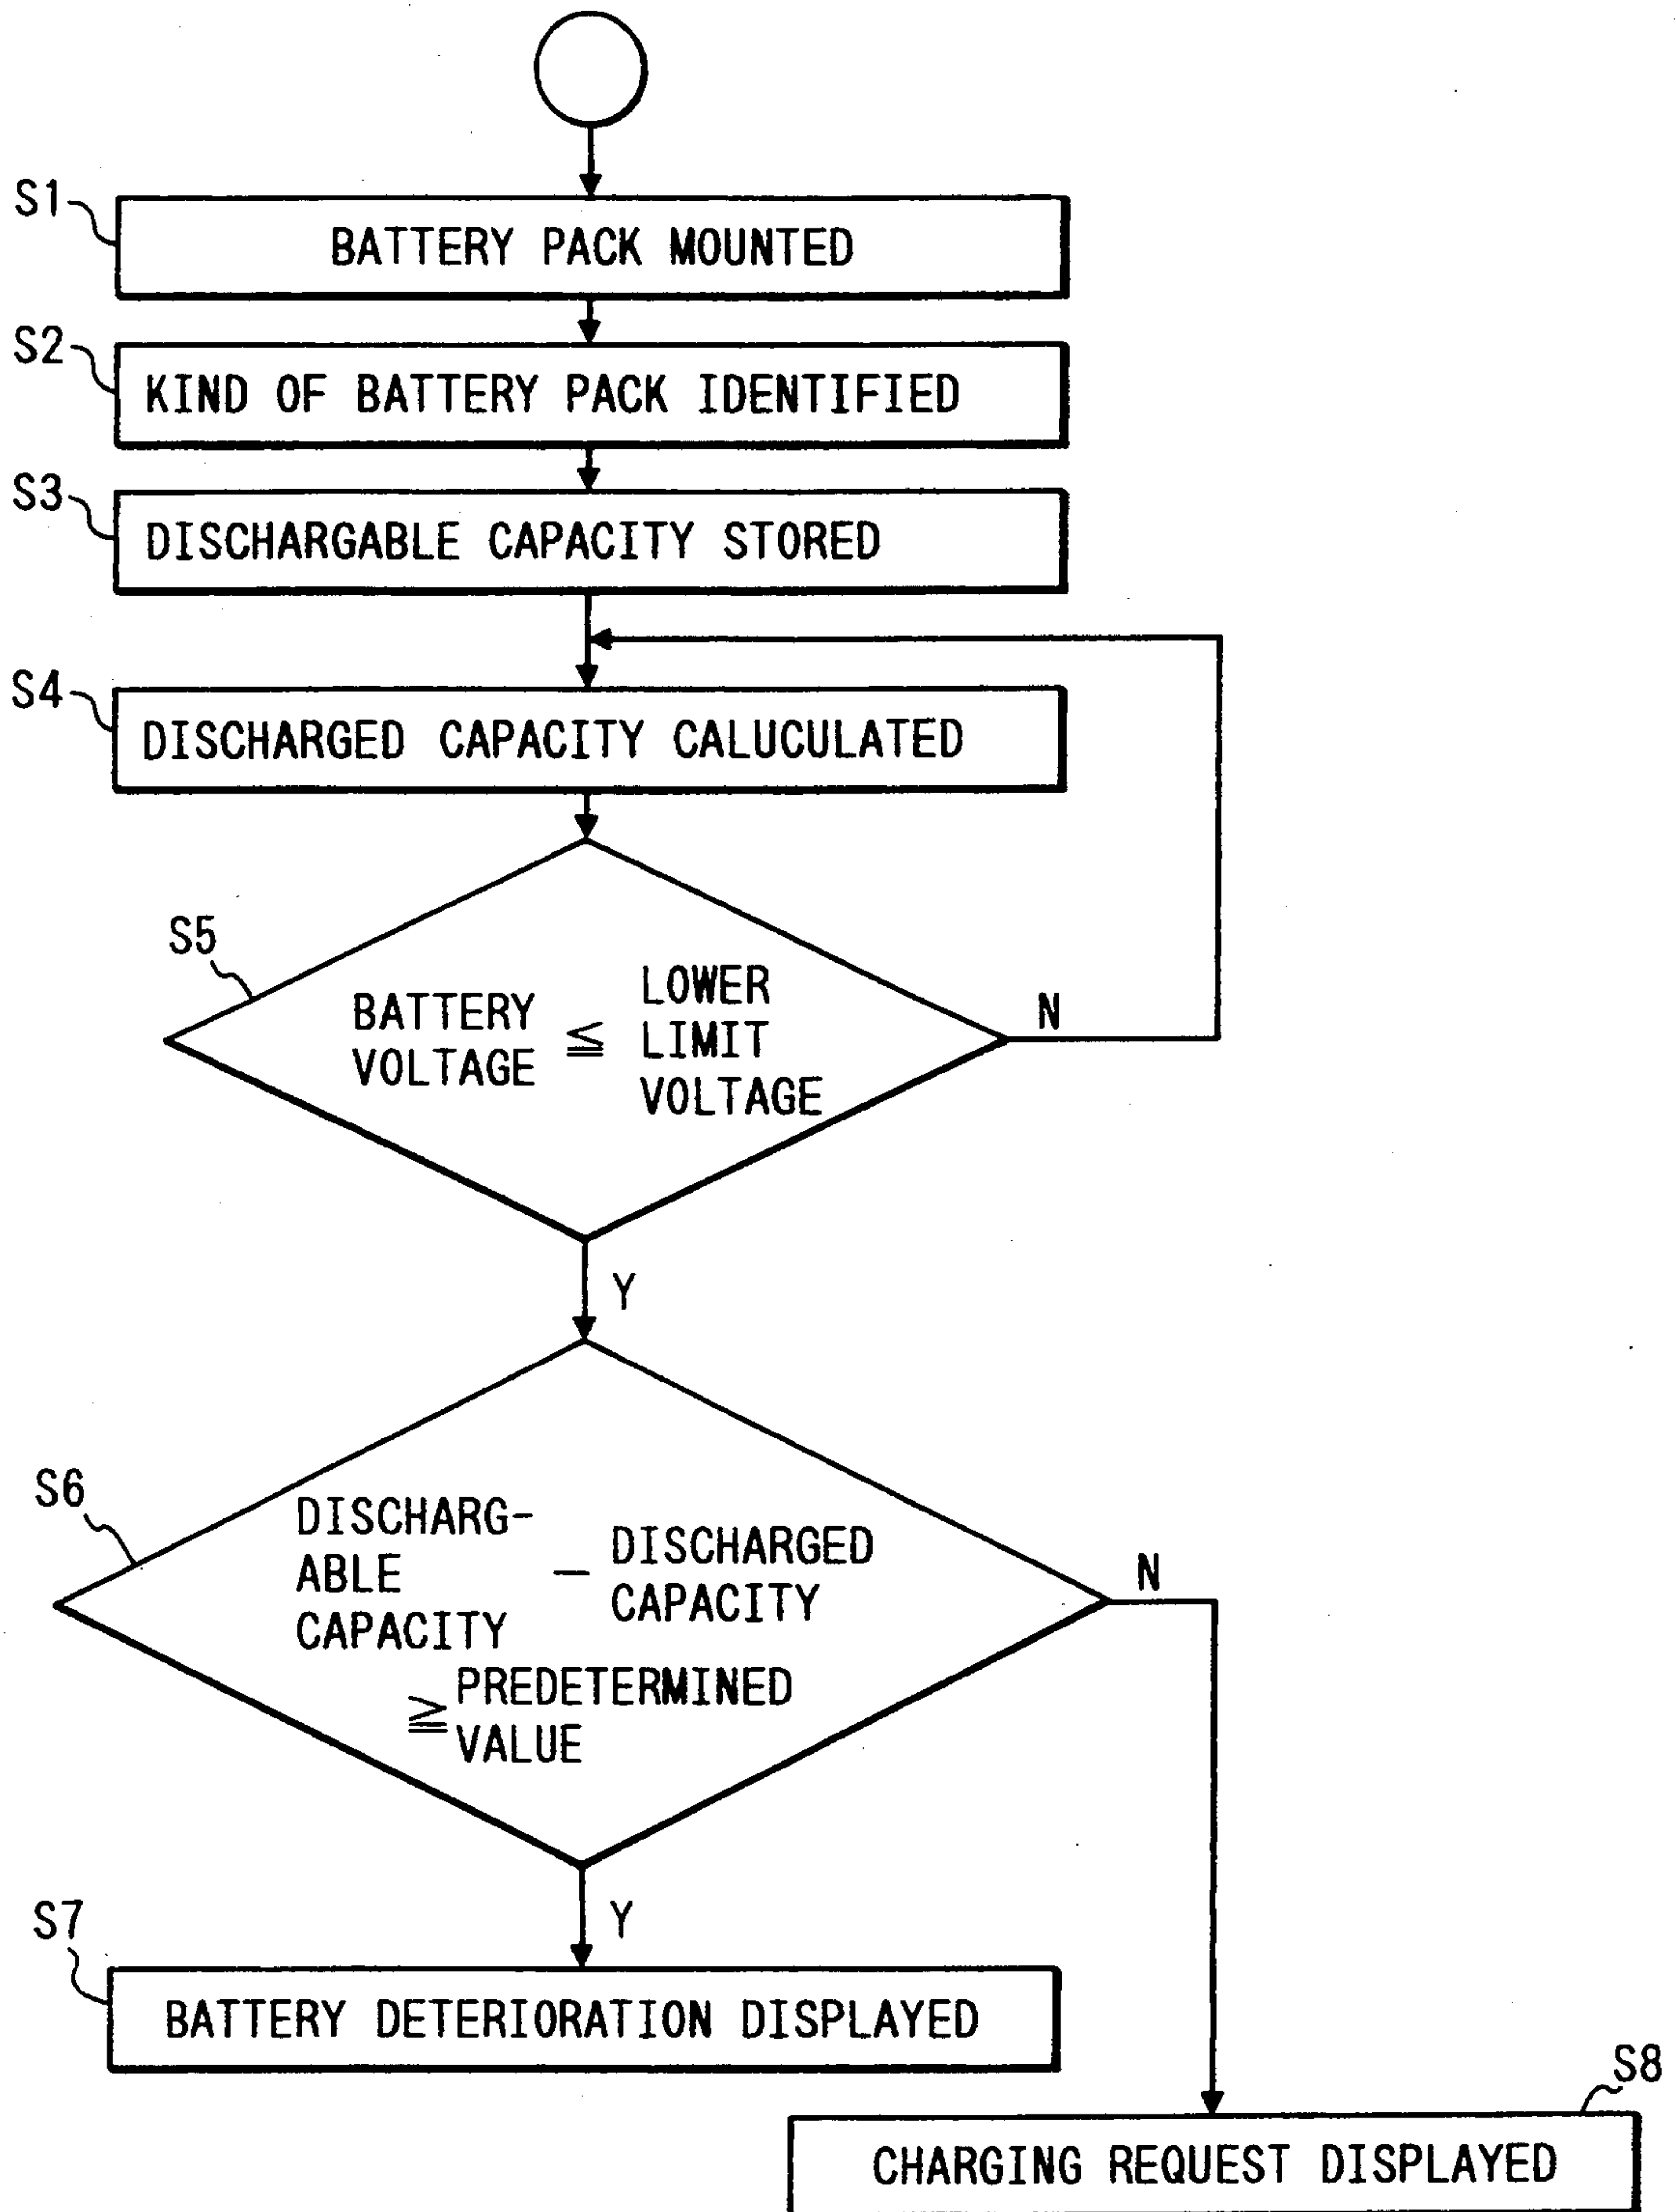 S1
BATTERY PACK MOUNTED
S2
KIND OF BATTERY PACK IDENTIFIED
S3
DISCHARGABLE CAPACITY STORED
S4
DISCHARGED CAPACITY CALUCULATED
S5
BATTERY
VOLTAGE
≦
LOWER
LIMIT
VOLTAGE
N
Y
S6
DISCHARG-
ABLE
CAPACITY
—
DISCHARGED
CAPACITY
≧ PREDETERMINED
VALUE
N
Y
S7
BATTERY DETERIORATION DISPLAYED
S8
CHARGING REQUEST DISPLAYED